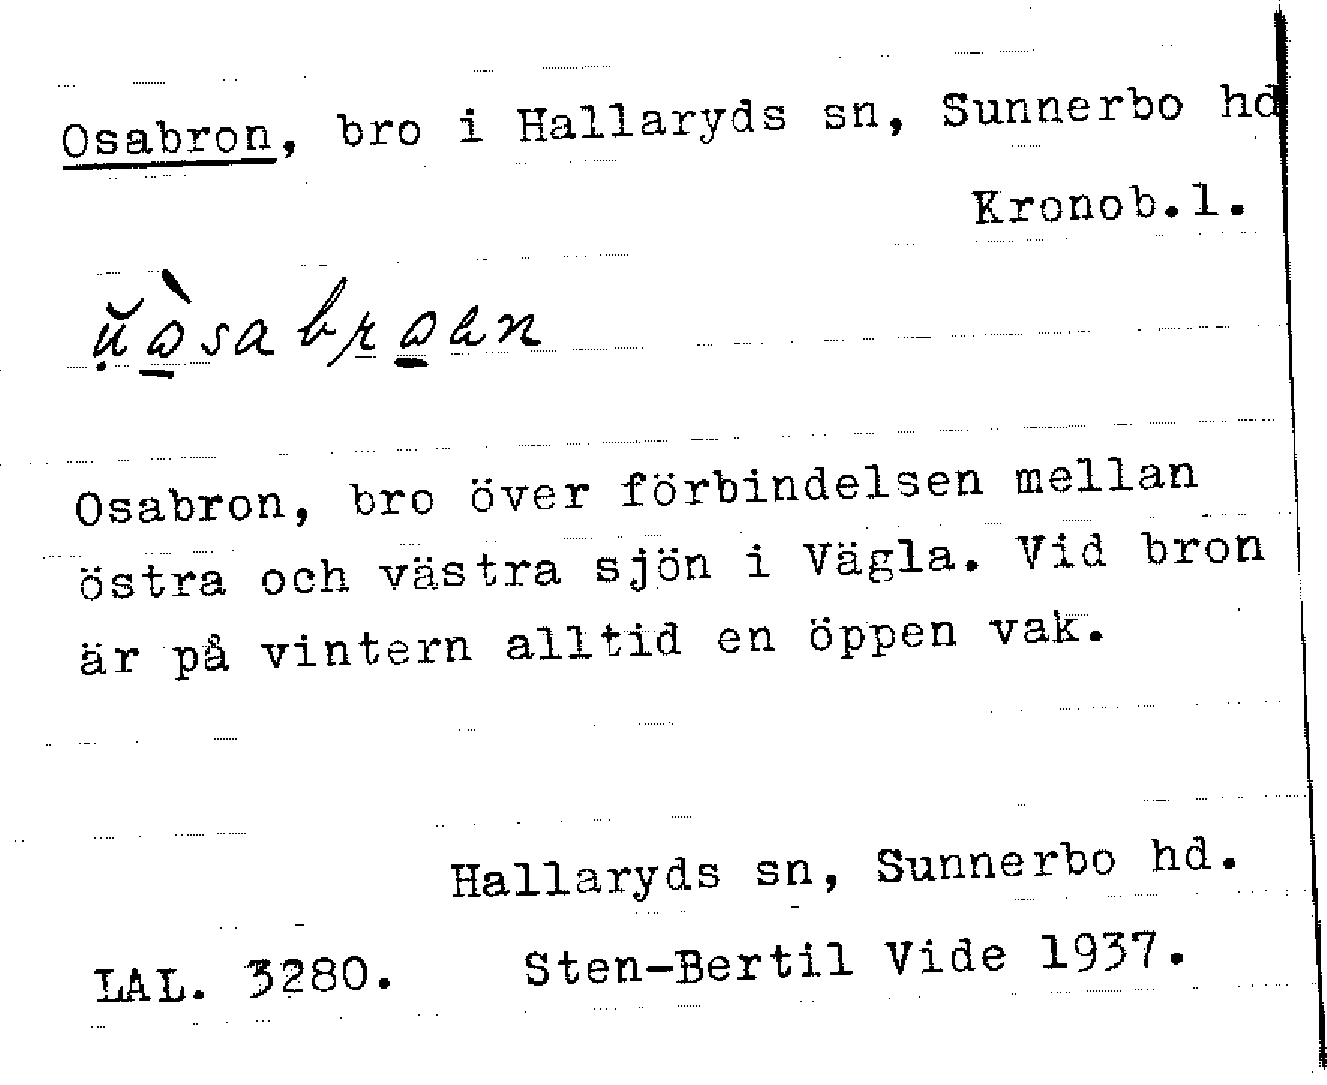 Osabron, bro i Hallaryds sn, Sunnerbo hd
Kronob.l.
Osabron, bro över förbindelsen mellan
östra och västra sjön i Vägla. Vid bron
är på vintern alltid en öppen vak.
Hallaryds sn, Sunnerbo hd.
LAL. 3280. Sten-Bertil Vide 1937.